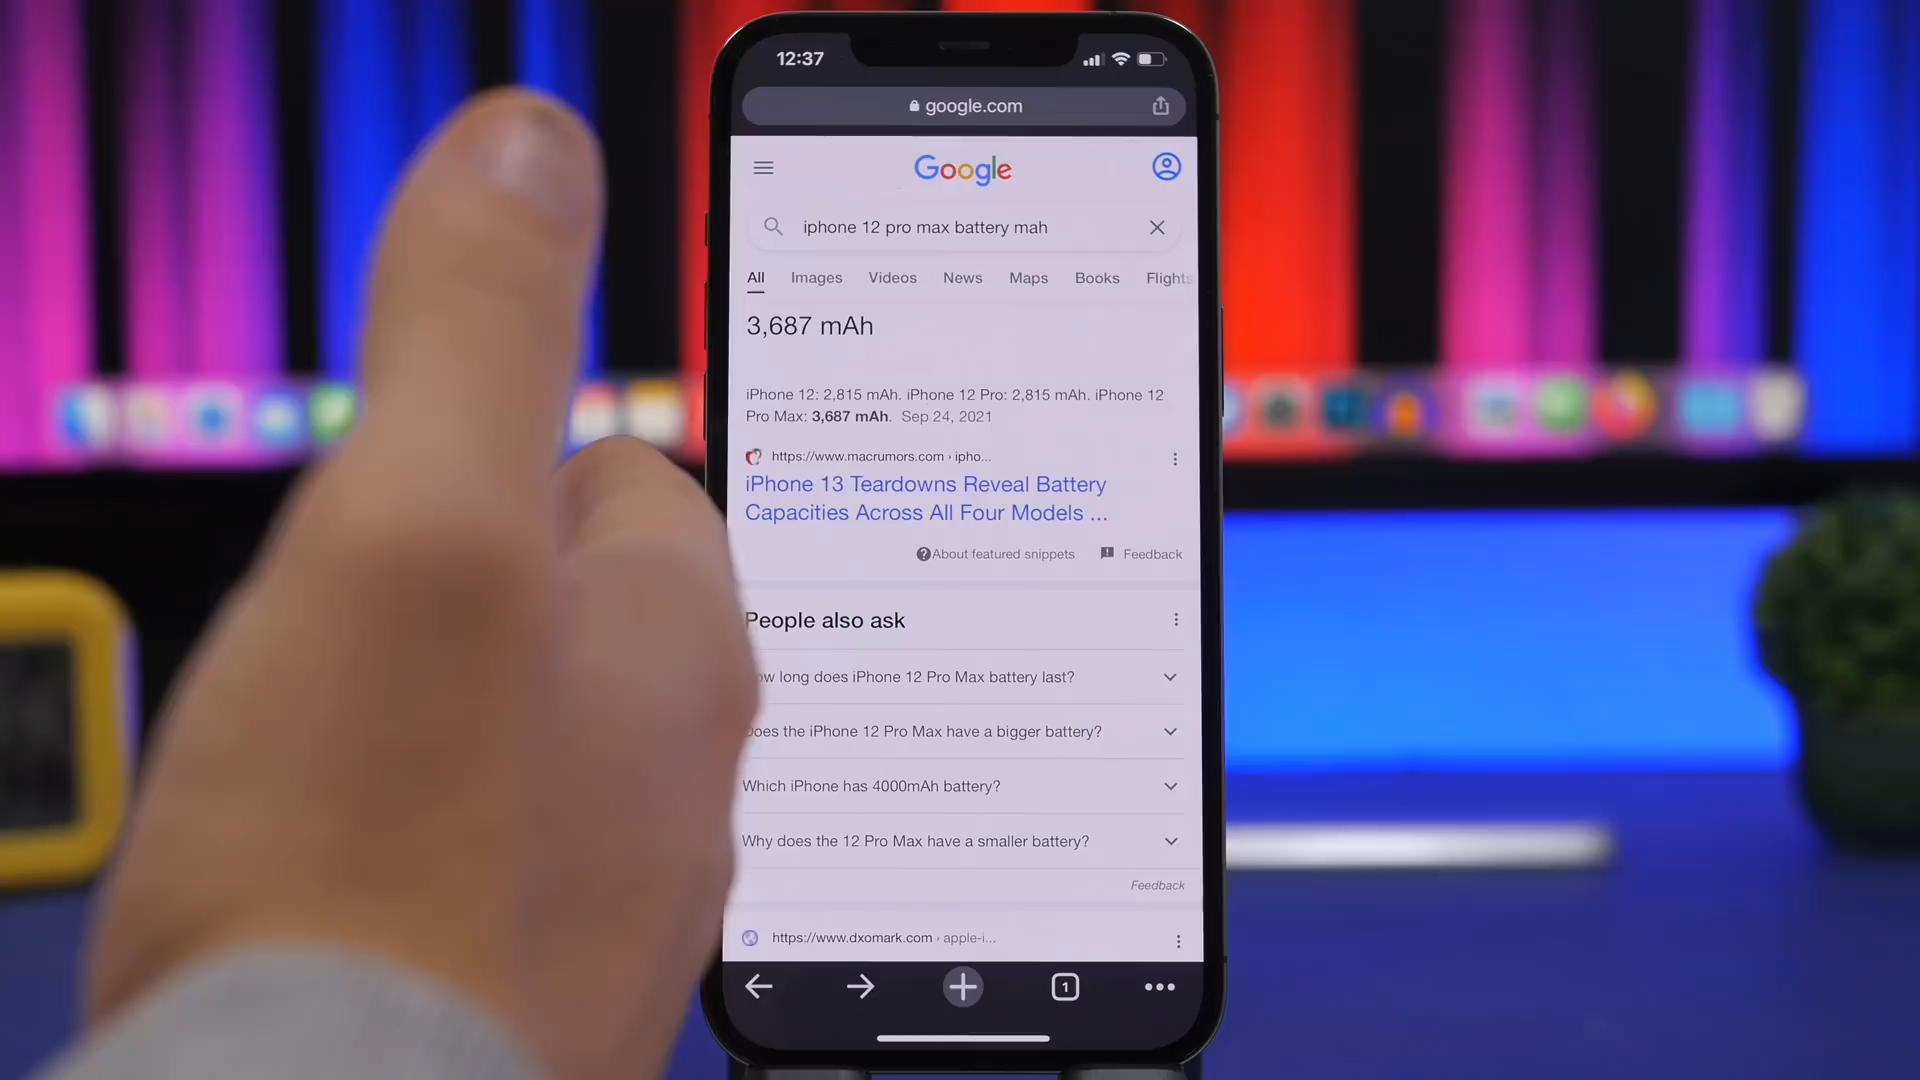 12:37
google.com
Google
iphone 12 pro max battery mah
All Images Videos News Maps Books Flights
3,687 mAh
iPhone 12: 2,815 mAh. iPhone 12 Pro: 2,815 mAh. iPhone 12
Pro Max: 3,687 mAh. Sep 24, 2021
https://www.macrumors.com › ipho...
iPhone 13 Teardowns Reveal Battery
Capacities Across All Four Models ...
About featured snippets Feedback
People also ask
ow long does iPhone 12 Pro Max battery last?
Does the iPhone 12 Pro Max have a bigger battery?
Which iPhone has 4000mAh battery?
Why does the 12 Pro Max have a smaller battery?
Feedback
https://www.dxomark.com › apple-i...
1